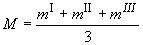 M = (m^I + m^II + m^III) / 3